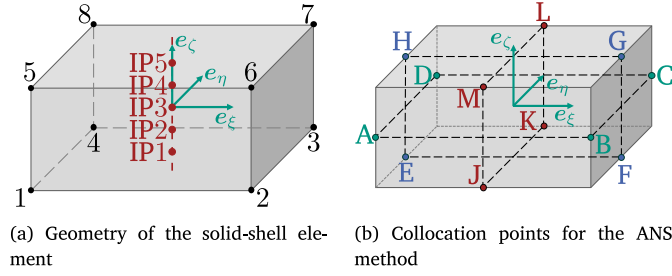 8
7
e_ζ
IP5
e_η
5
IP4
6
IP3
e_ξ
IP2
4
3
IP1
1
2
L
H
G
e_ζ
D
C
e_η
M
e_ξ
K
A
B
E
J
F
(a) Geometry of the solid-shell ele-
ment
(b) Collocation points for the ANS
method